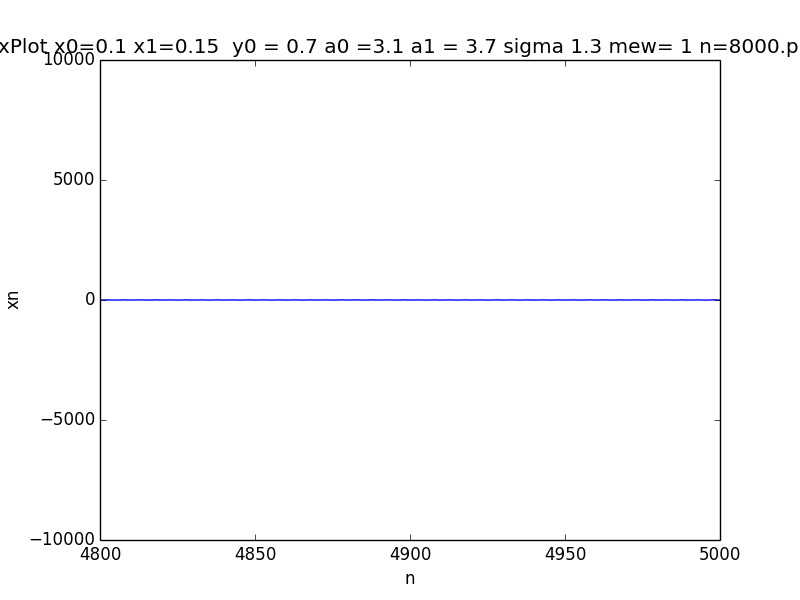 xPlot x0=0.1 x1=0.15  y0 = 0.7 a0 =3.1 a1 = 3.7 sigma 1.3 mew= 1 n=8000.p
10000
5000
0
−5000
−10000
xn
4800 4850 4900 4950 5000
n